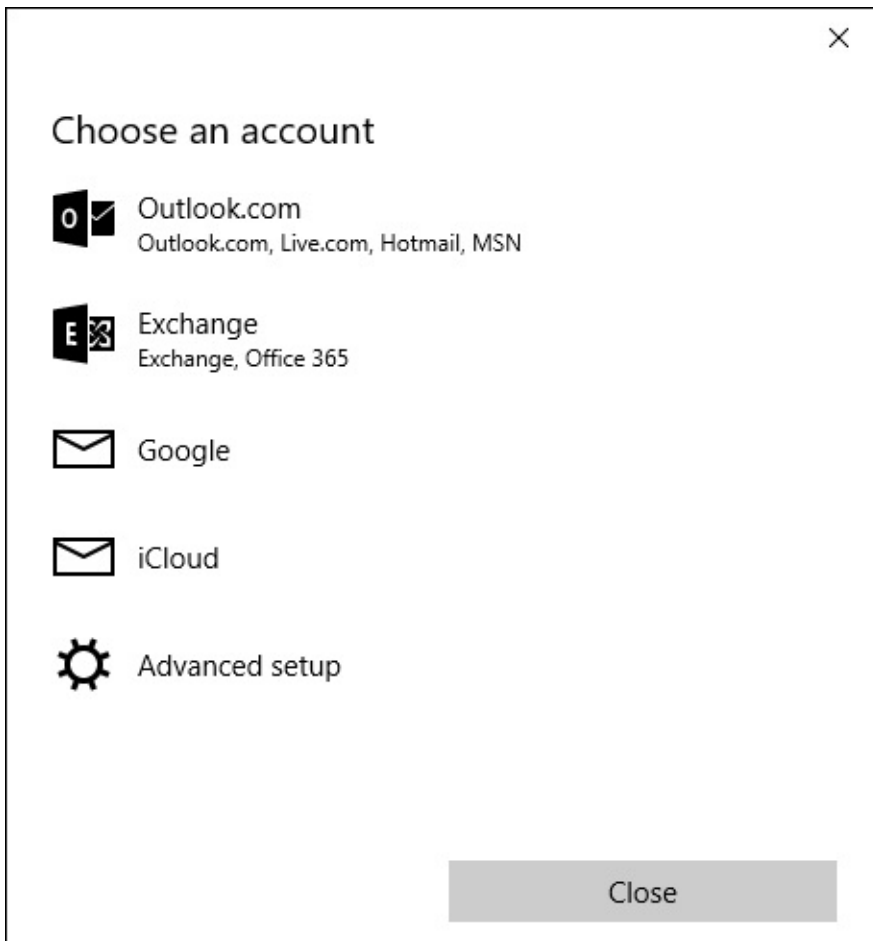 Choose an account
O
Outlook.com
Outlook.com, Live.com, Hotmail, MSN
E
Exchange
Exchange, Office 365
Google
iCloud
Advanced setup
Close